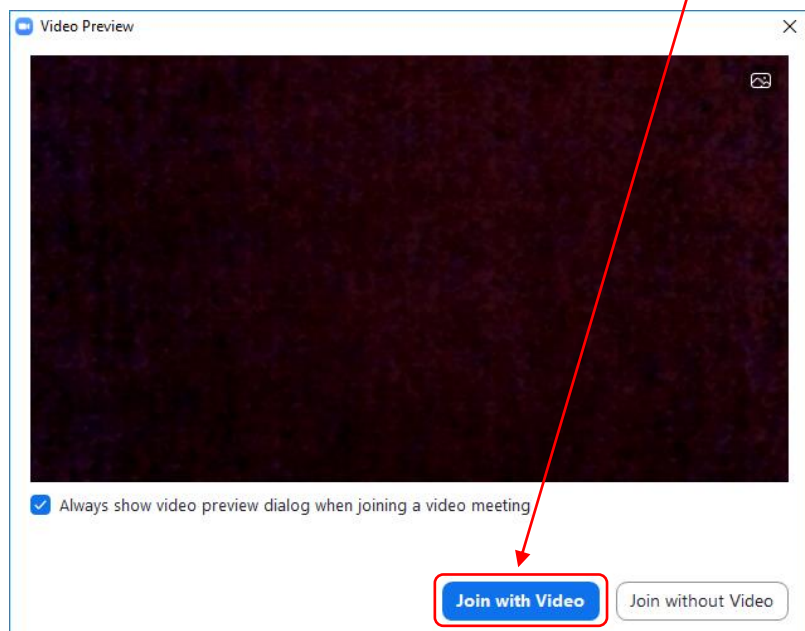 Video Preview
Always show video preview dialog when joining a video meeting
Join with Video
Join without Video